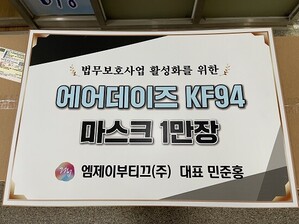 법무보호사업 활성화를 위한
에어데이즈 KF94
마스크 1만장
엠제이부티끄(주) 대표 민준홍